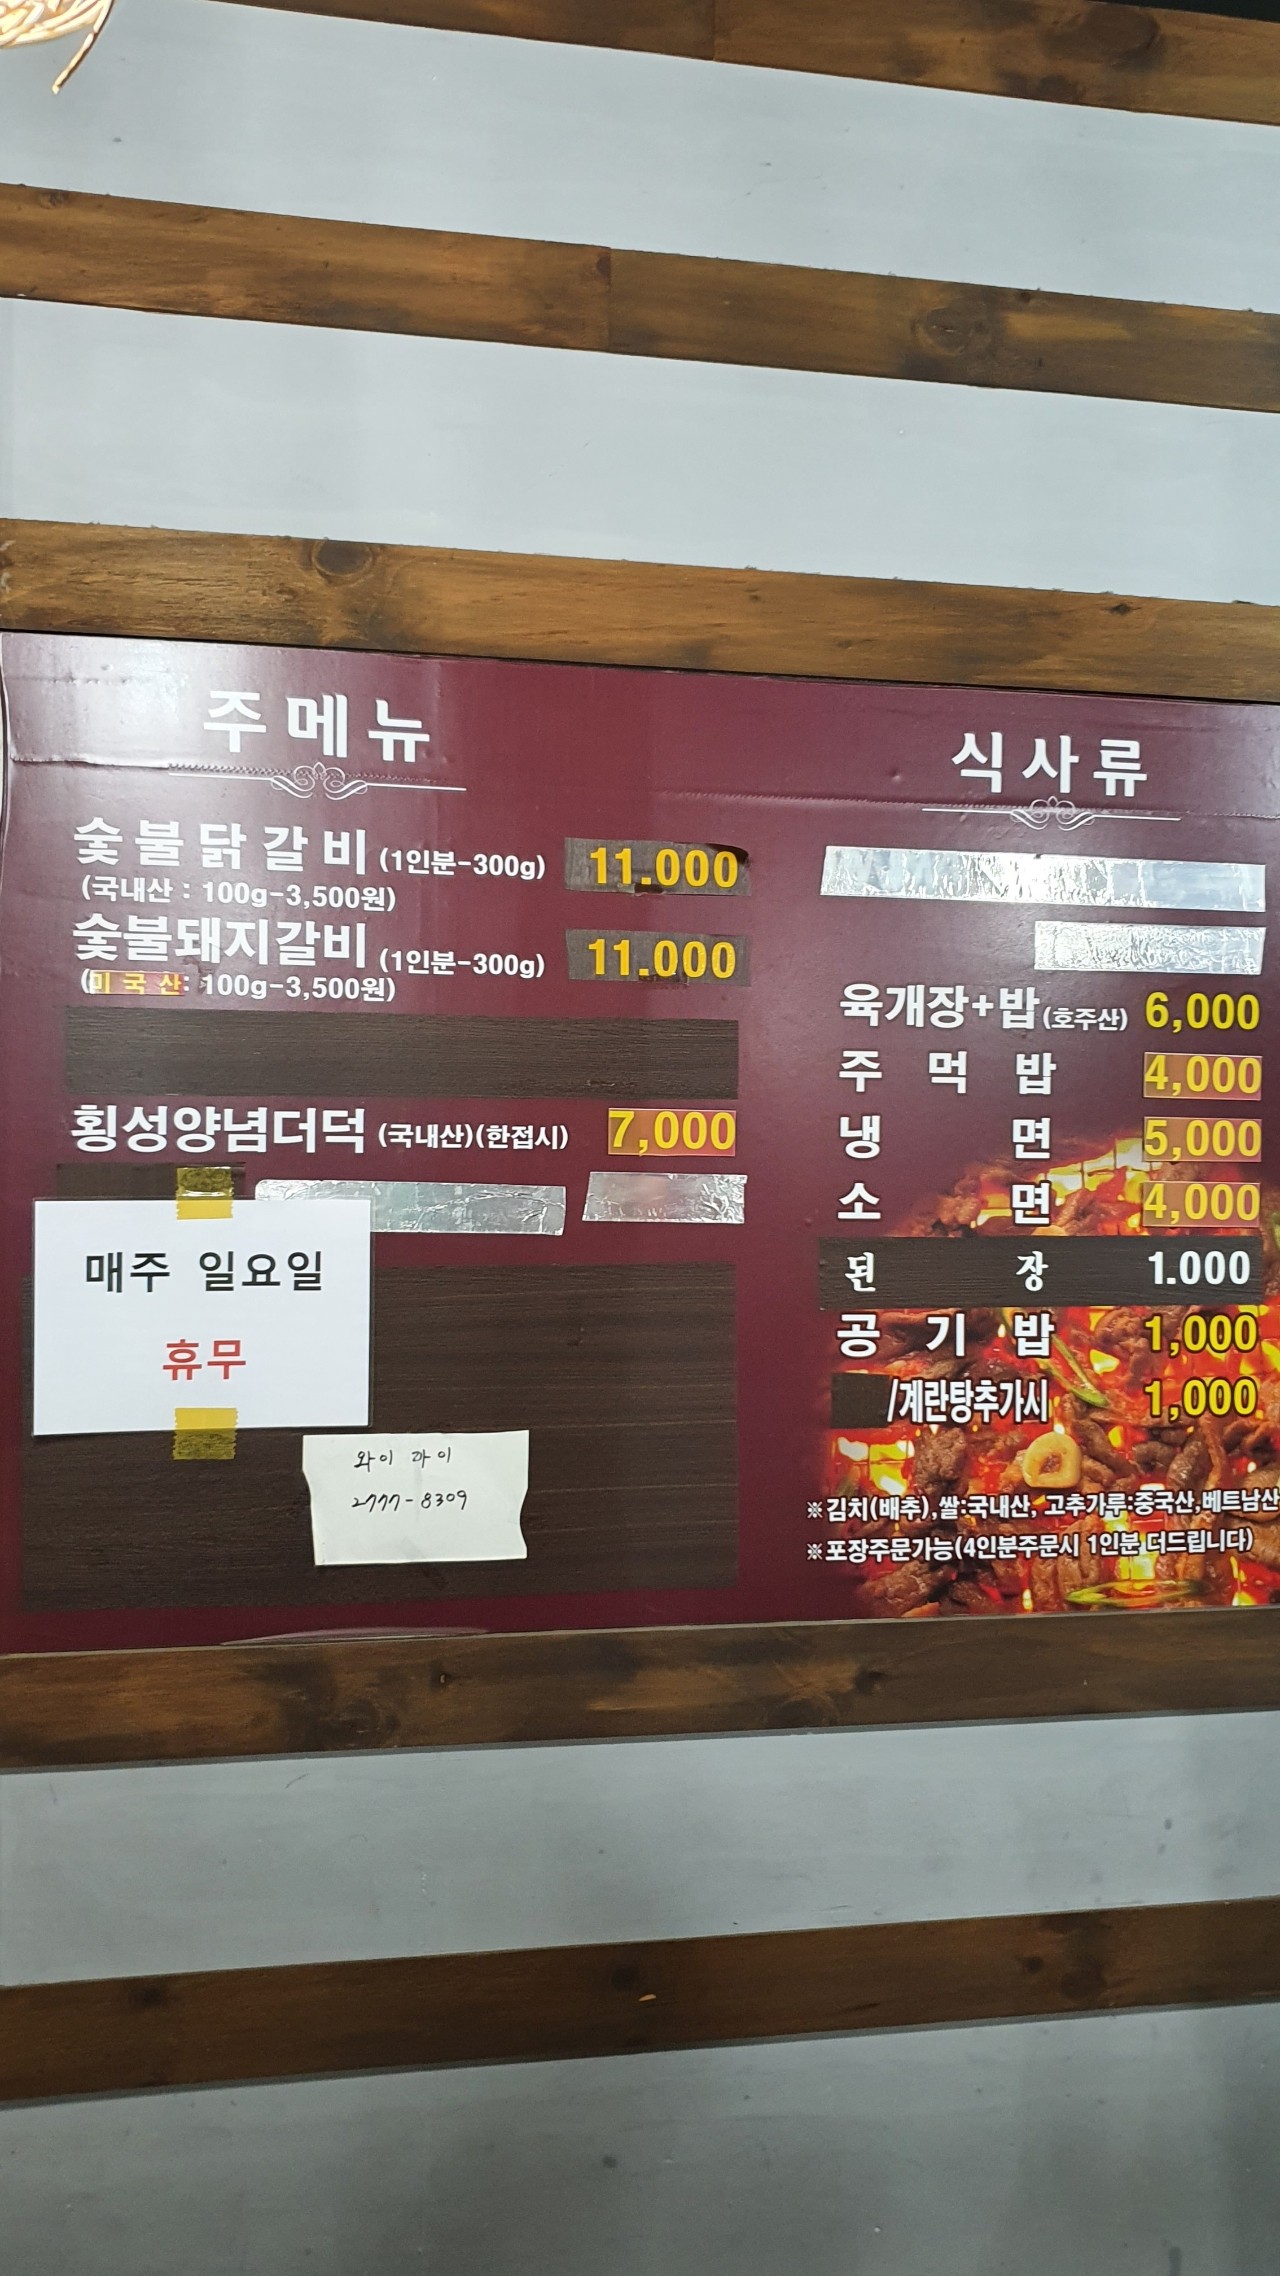 주메뉴
숯불닭갈비 (1인분-300g) 11.000
(국내산 : 100g-3,500원)
숯불돼지갈비 (1인분-300g) 11.000
(미국산: 100g-3,500원)
횡성양념더덕 (국내산)(한접시) 7,000
매주 일요일
휴무
와이 파이
2777-8309
식사류
육개장+밥(호주산) 6,000
주먹밥 4,000
냉면 5,000
소면 4,000
된장 1.000
공기밥 1,000
/계란탕추가시 1,000
※김치(배추),쌀:국내산, 고추가루:중국산,베트남산
※포장주문가능(4인분주문시 1인분 더드립니다)